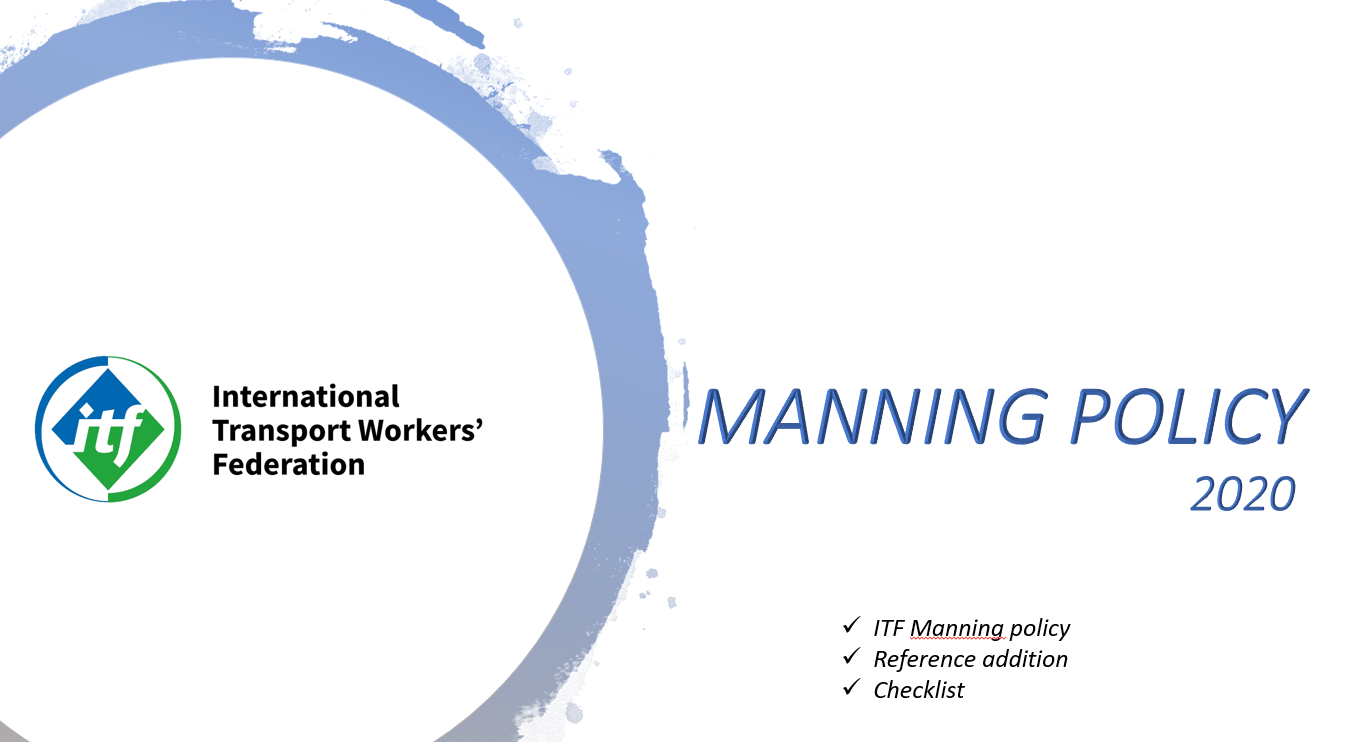 itf
International
Transport Workers’
Federation
MANNING POLICY
2020
✓ ITF Manning policy
✓ Reference addition
✓ Checklist